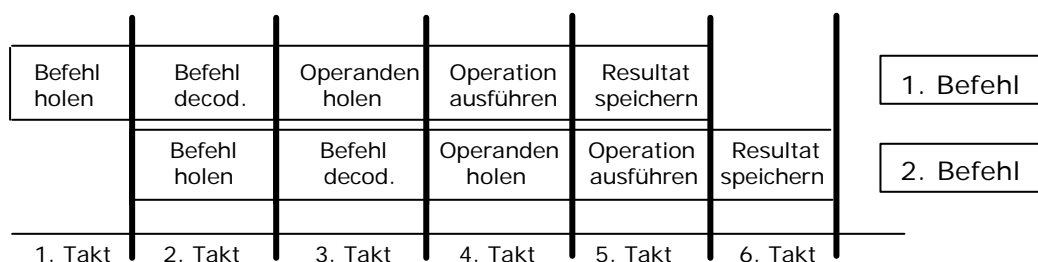 Befehl
holen
Befehl
decod.
Operanden
holen
Operation
ausführen
Resultat
speichern
1. Befehl
Befehl
holen
Befehl
decod.
Operanden
holen
Operation
ausführen
Resultat
speichern
2. Befehl
1. Takt
2. Takt
3. Takt
4. Takt
5. Takt
6. Takt